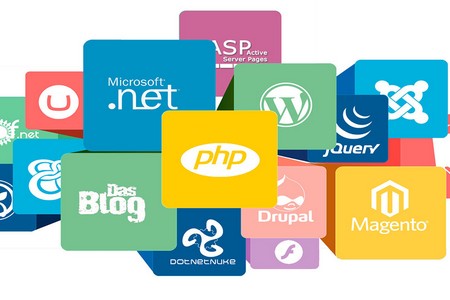 ASP Active
Server Pages
Microsoft®
.net
.net
php
jQuery
Das
Blog
Drupal
Magento
DOTNETNUKE